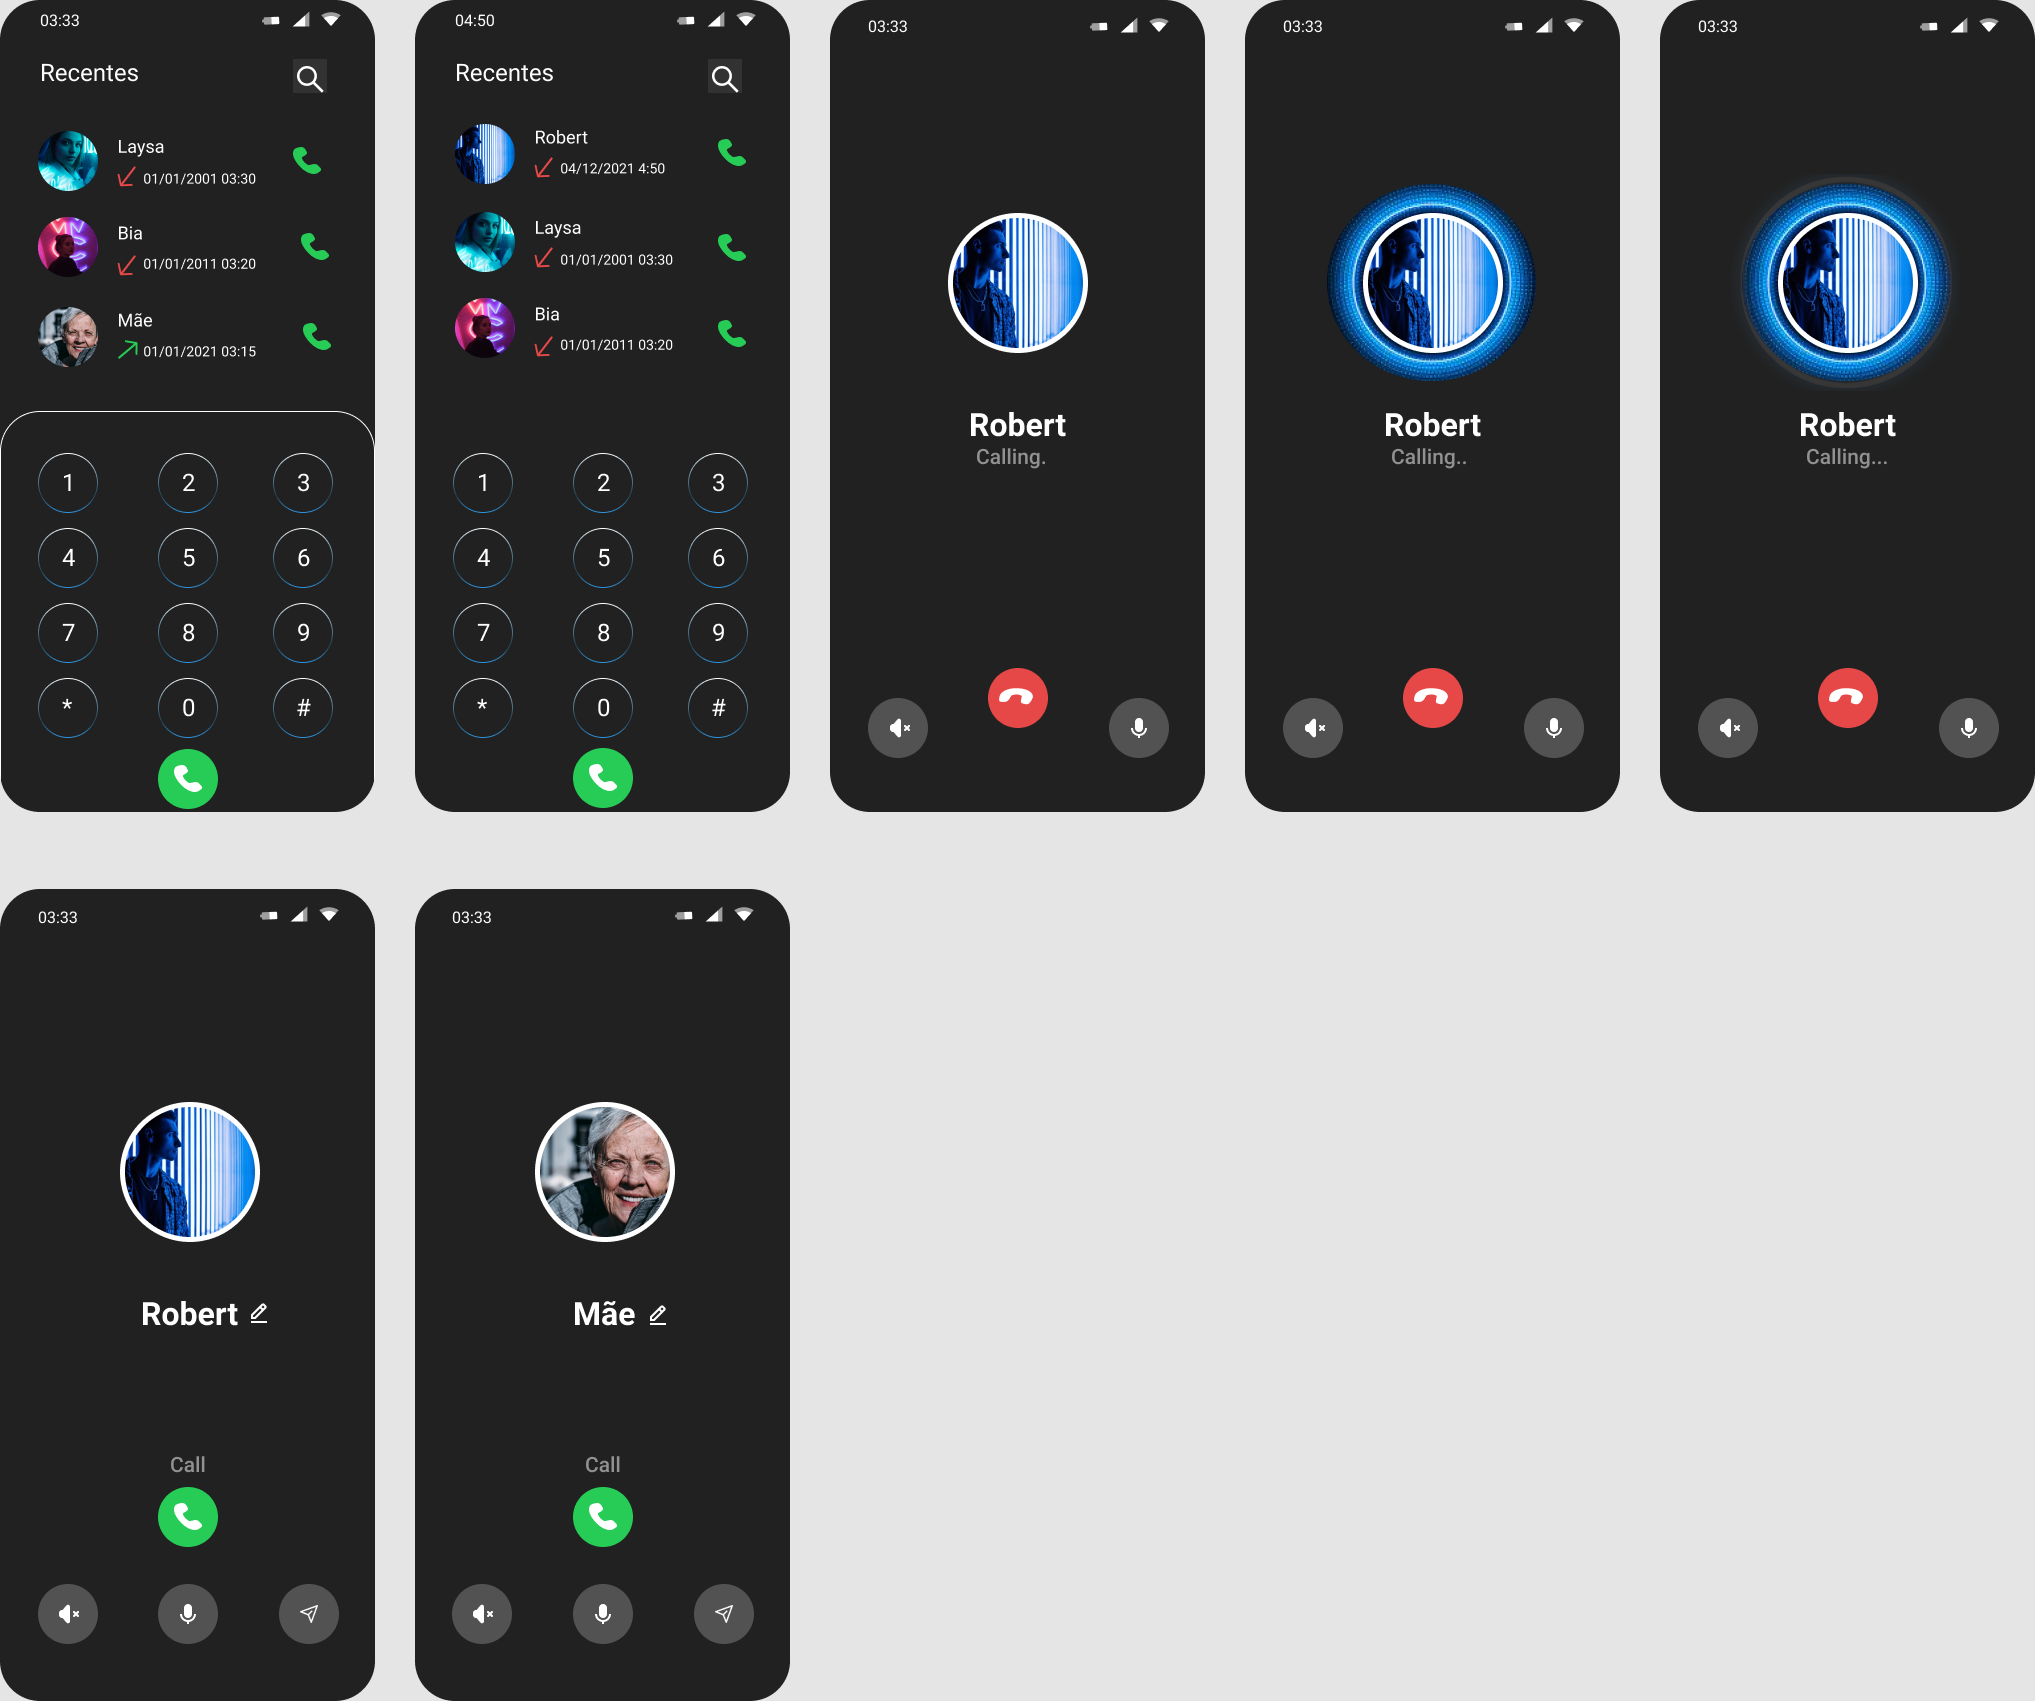 03:33
Recentes
Laysa
01/01/2001 03:30
Bia
01/01/2011 03:20
Mãe
01/01/2021 03:15
1 2 3
4 5 6
7 8 9
* 0 #
04:50
Recentes
Robert
04/12/2021 4:50
Laysa
01/01/2001 03:30
Bia
01/01/2011 03:20
1 2 3
4 5 6
7 8 9
* 0 #
03:33
Robert
Calling.
03:33
Robert
Calling..
03:33
Robert
Calling...
03:33
Robert
Call
03:33
Mãe
Call